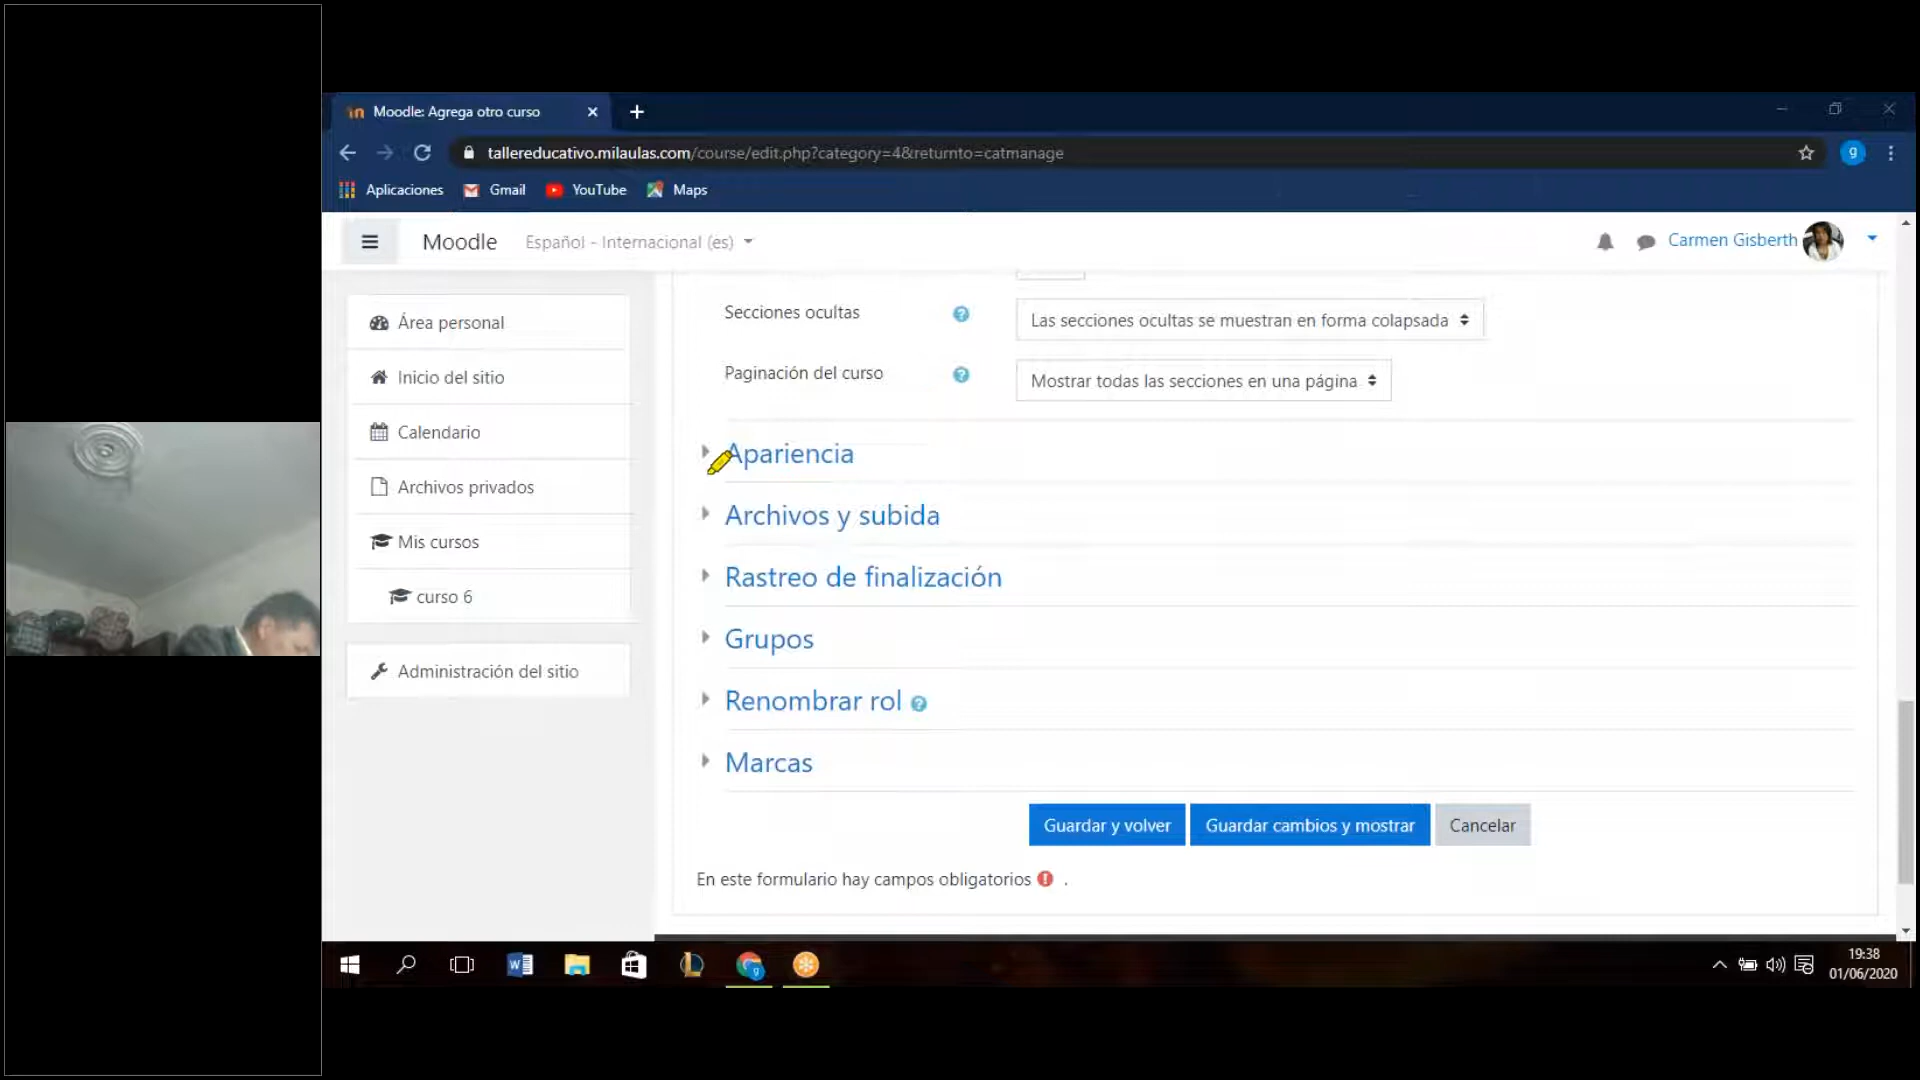 Moodle: Agrega otro curso
tallereducativo.milaulas.com/course/edit.php?category=4&returnto=catmanage
g
Aplicaciones Gmail YouTube Maps
Moodle Español - Internacional (es) Carmen Gisberth
Área personal
Inicio del sitio
Calendario
Archivos privados
Mis cursos
curso 6
Administración del sitio
Secciones ocultas Las secciones ocultas se muestran en forma colapsada
Paginación del curso Mostrar todas las secciones en una página
Apariencia
Archivos y subida
Rastreo de finalización
Grupos
Renombrar rol
Marcas
Guardar y volver Guardar cambios y mostrar Cancelar
En este formulario hay campos obligatorios .
19:38
01/06/2020